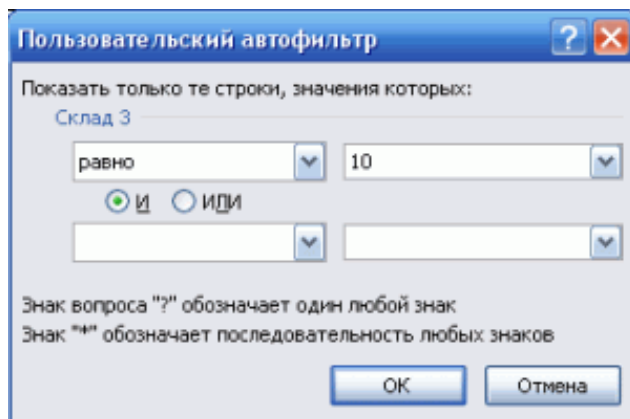 Пользовательский автофильтр
Показать только те строки, значения которых:
Склад 3
равно 10
И ИЛИ
Знак вопроса "?" обозначает один любой знак
Знак "*" обозначает последовательность любых знаков
ОК Отмена